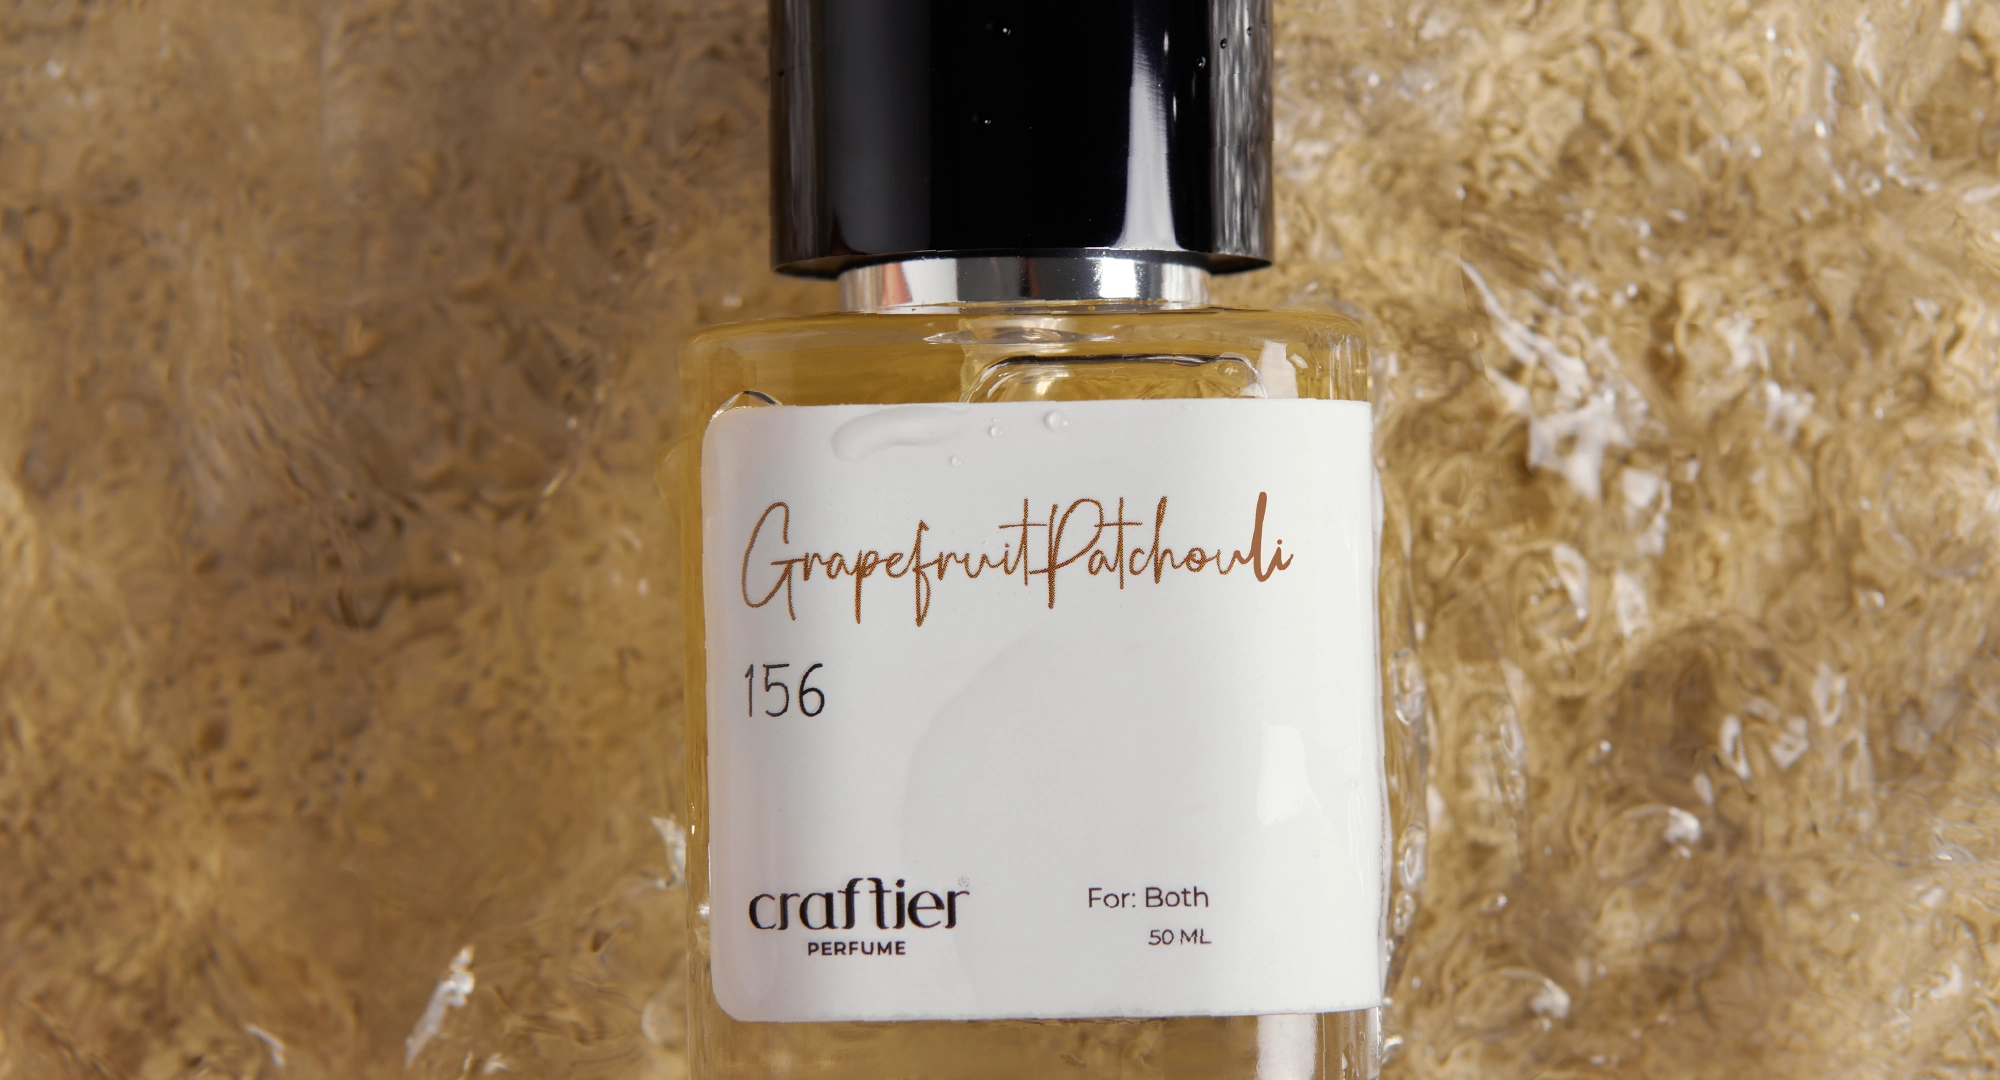 GrapefruitPatchouli
156
craftier®
PERFUME
For: Both
50 ML